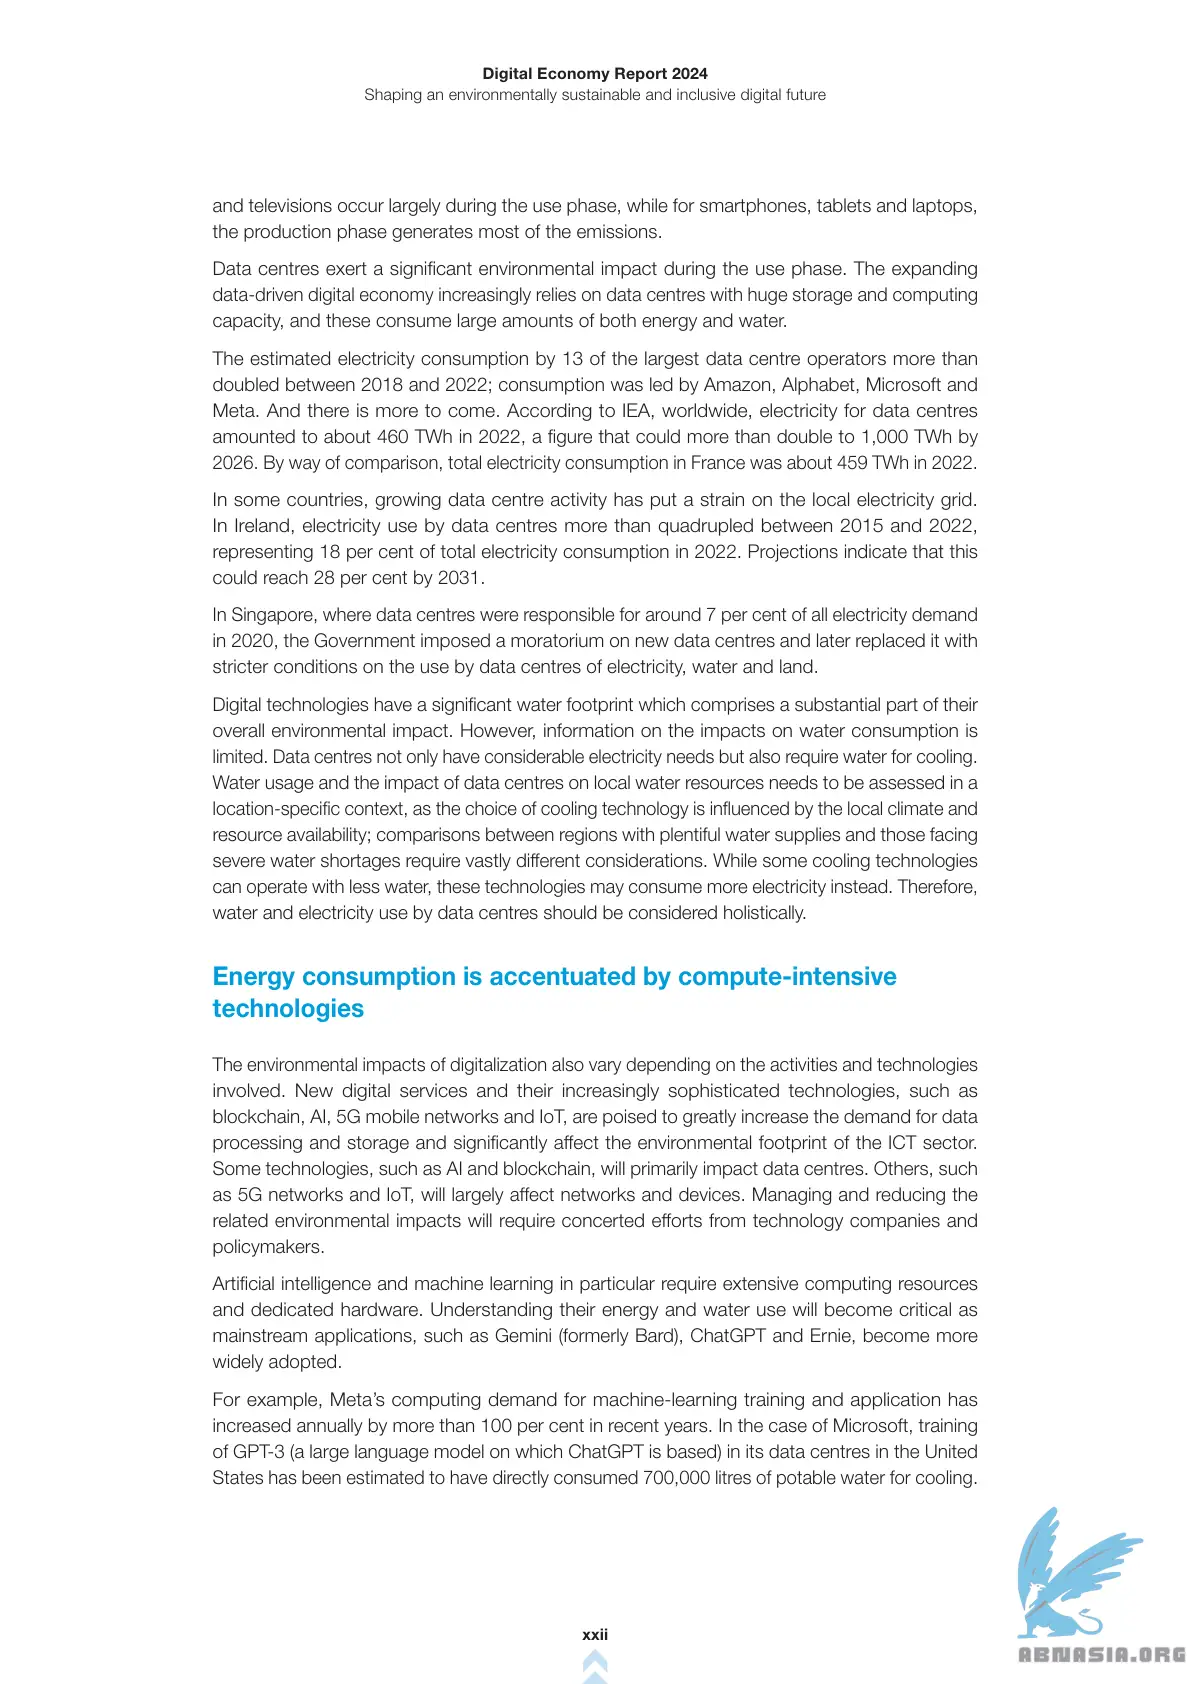 Digital Economy Report 2024
Shaping an environmentally sustainable and inclusive digital future
and televisions occur largely during the use phase, while for smartphones, tablets and laptops,
the production phase generates most of the emissions.
Data centres exert a significant environmental impact during the use phase. The expanding
data-driven digital economy increasingly relies on data centres with huge storage and computing
capacity, and these consume large amounts of both energy and water.
The estimated electricity consumption by 13 of the largest data centre operators more than
doubled between 2018 and 2022; consumption was led by Amazon, Alphabet, Microsoft and
Meta. And there is more to come. According to IEA, worldwide, electricity for data centres
amounted to about 460 TWh in 2022, a figure that could more than double to 1,000 TWh by
2026. By way of comparison, total electricity consumption in France was about 459 TWh in 2022.
In some countries, growing data centre activity has put a strain on the local electricity grid.
In Ireland, electricity use by data centres more than quadrupled between 2015 and 2022,
representing 18 per cent of total electricity consumption in 2022. Projections indicate that this
could reach 28 per cent by 2031.
In Singapore, where data centres were responsible for around 7 per cent of all electricity demand
in 2020, the Government imposed a moratorium on new data centres and later replaced it with
stricter conditions on the use by data centres of electricity, water and land.
Digital technologies have a significant water footprint which comprises a substantial part of their
overall environmental impact. However, information on the impacts on water consumption is
limited. Data centres not only have considerable electricity needs but also require water for cooling.
Water usage and the impact of data centres on local water resources needs to be assessed in a
location-specific context, as the choice of cooling technology is influenced by the local climate and
resource availability; comparisons between regions with plentiful water supplies and those facing
severe water shortages require vastly different considerations. While some cooling technologies
can operate with less water, these technologies may consume more electricity instead. Therefore,
water and electricity use by data centres should be considered holistically.
Energy consumption is accentuated by compute-intensive
technologies
The environmental impacts of digitalization also vary depending on the activities and technologies
involved. New digital services and their increasingly sophisticated technologies, such as
blockchain, AI, 5G mobile networks and IoT, are poised to greatly increase the demand for data
processing and storage and significantly affect the environmental footprint of the ICT sector.
Some technologies, such as AI and blockchain, will primarily impact data centres. Others, such
as 5G networks and IoT, will largely affect networks and devices. Managing and reducing the
related environmental impacts will require concerted efforts from technology companies and
policymakers.
Artificial intelligence and machine learning in particular require extensive computing resources
and dedicated hardware. Understanding their energy and water use will become critical as
mainstream applications, such as Gemini (formerly Bard), ChatGPT and Ernie, become more
widely adopted.
For example, Meta’s computing demand for machine-learning training and application has
increased annually by more than 100 per cent in recent years. In the case of Microsoft, training
of GPT-3 (a large language model on which ChatGPT is based) in its data centres in the United
States has been estimated to have directly consumed 700,000 litres of potable water for cooling.
xxii
ABNASIA.ORG